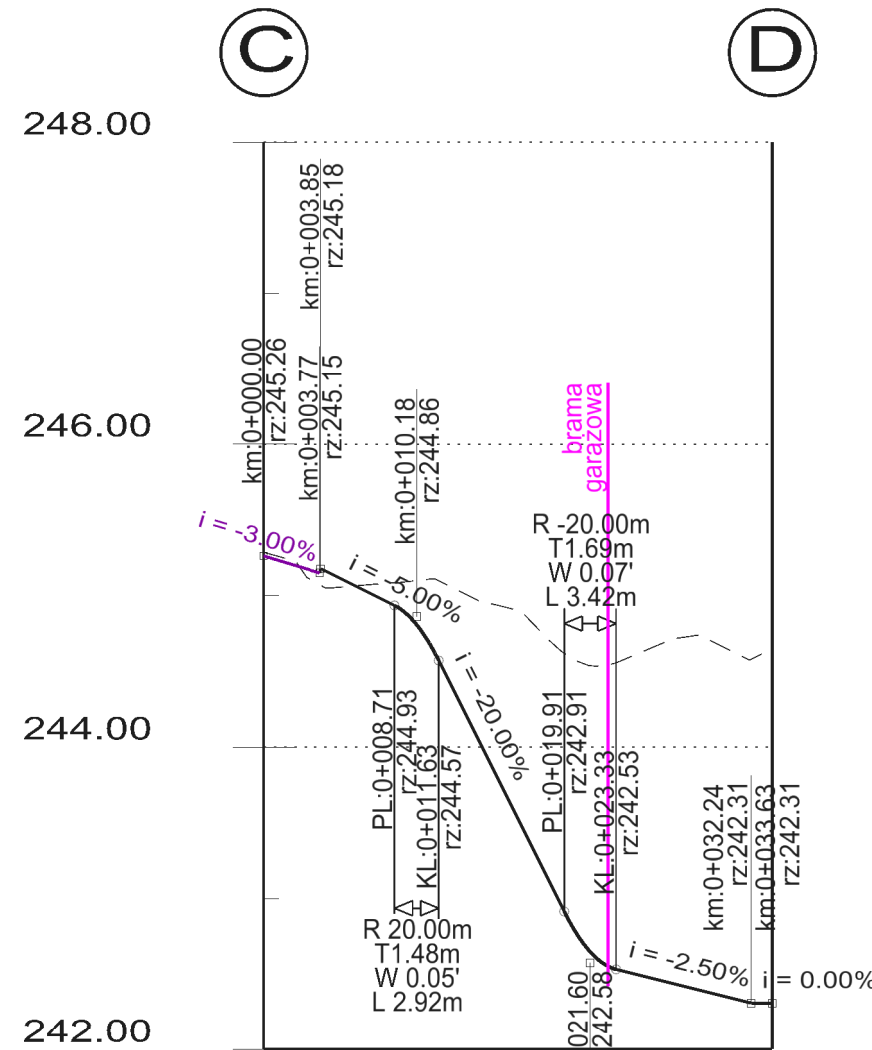 C
D
248.00
km:0+003.85
rz:245.18
km:0+000.00
rz:245.26
km:0+003.77
rz:245.15
246.00
km:0+010.18
rz:244.86
brama
garażowa
i = -3.00%
i = -5.00%
R -20.00m
T1.69m
W 0.07'
L 3.42m
i = -20.00%
244.00
PL:0+008.71
rz:244.93
KL:0+011.63
rz:244.57
PL:0+019.91
rz:242.91
KL:0+023.33
rz:242.53
km:0+032.24
rz:242.31
km:0+033.63
rz:242.31
R 20.00m
T1.48m
W 0.05'
L 2.92m
i = -2.50%
i = 0.00%
021.60
242.58
242.00